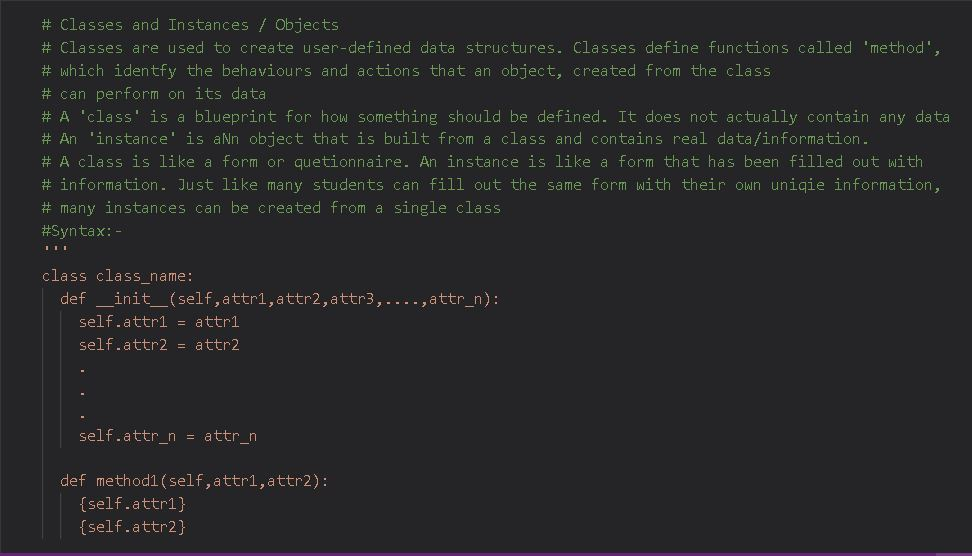 # Classes and Instances / Objects
# Classes are used to create user-defined data structures. Classes define functions called 'method',
# which identfy the behaviours and actions that an object, created from the class
# can perform on its data
# A 'class' is a blueprint for how something should be defined. It does not actually contain any data
# An 'instance' is aNn object that is built from a class and contains real data/information.
# A class is like a form or quetionnaire. An instance is like a form that has been filled out with
# information. Just like many students can fill out the same form with their own uniqie information,
# many instances can be created from a single class
#Syntax:-
'''
class class_name:
  def __init__(self,attr1,attr2,attr3,....,attr_n):
    self.attr1 = attr1
    self.attr2 = attr2
    .
    .
    .
    self.attr_n = attr_n

  def method1(self,attr1,attr2):
    {self.attr1}
    {self.attr2}